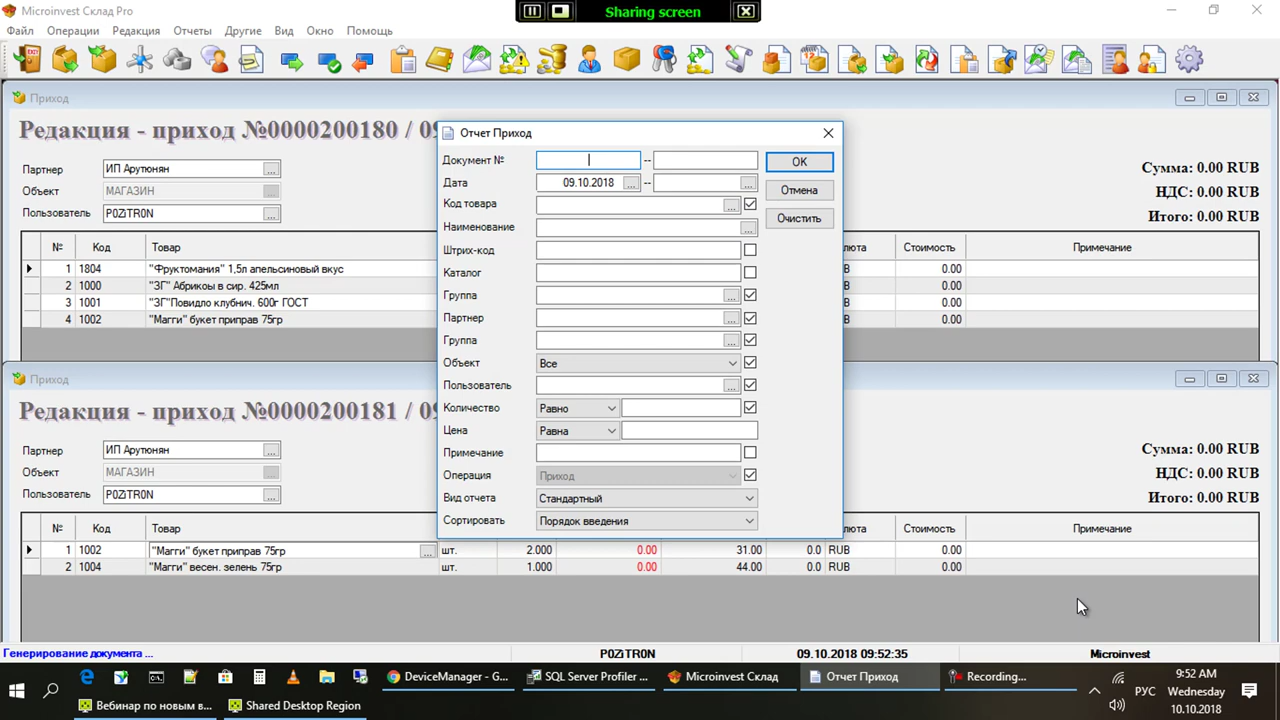 Microinvest Склад Pro
Sharing screen
Файл Операции Редакция Отчеты Другие Вид Окно Помощь
Приход
Редакция - приход №0000200180 / 09
Партнер ИП Арутюнян ...
Объект МАГАЗИН ...
Пользователь P0ZiTR0N ...
Сумма: 0.00 RUB
НДС: 0.00 RUB
Итого: 0.00 RUB
№ Код Товар люта Стоимость Примечание
1 1804 "Фруктомания" 1,5л апельсиновый вкус B 0.00
2 1000 "ЗГ" Абрикоы в сир. 425мл B 0.00
3 1001 "ЗГ"Повидло клубнич. 600г ГОСТ B 0.00
4 1002 "Магги" букет приправ 75гр B 0.00
Отчет Приход
Документ № -- OK
Дата 09.10.2018 ... -- ... Отмена
Код товара ... Очистить
Наименование ...
Штрих-код
Каталог
Группа ...
Партнер ...
Группа ...
Объект Все
Пользователь ...
Количество Равно
Цена Равна
Примечание
Операция Приход
Вид отчета Стандартный
Сортировать Порядок введения
Приход
Редакция - приход №0000200181 / 09
Партнер ИП Арутюнян ...
Объект МАГАЗИН ...
Пользователь P0ZiTR0N ...
Сумма: 0.00 RUB
НДС: 0.00 RUB
Итого: 0.00 RUB
№ Код Товар люта Стоимость Примечание
1 1002 "Магги" букет приправ 75гр ... шт. 2.000 0.00 31.00 0.0 RUB 0.00
2 1004 "Магги" весен. зелень 75гр шт. 1.000 0.00 44.00 0.0 RUB 0.00
Генерирование документа ... P0ZiTR0N 09.10.2018 09:52:35 Microinvest
DeviceManager - G... SQL Server Profiler ... Microinvest Склад Отчет Приход Recording...
Вебинар по новым в... Shared Desktop Region
РУС
9:52 AM
Wednesday
10.10.2018